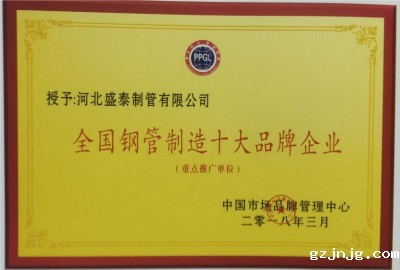 PPGL
授予:河北盛泰制管有限公司
全国钢管制造十大品牌企业
(重点推广单位)
中国市场品牌管理中心
二零一八年三月
gzjnjg.com